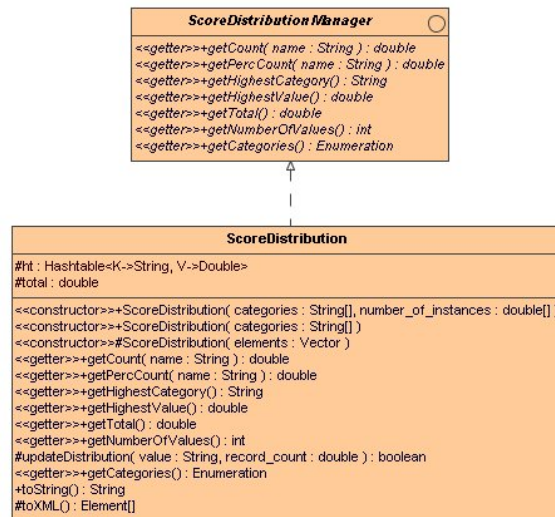 ScoreDistributionManager
<<getter>>+getCount( name : String ) : double
<<getter>>+getPercCount( name : String ) : double
<<getter>>+getHighestCategory() : String
<<getter>>+getHighestValue() : double
<<getter>>+getTotal() : double
<<getter>>+getNumberOfValues() : int
<<getter>>+getCategories() : Enumeration
ScoreDistribution
#ht : Hashtable<K->String, V->Double>
#total : double
<<constructor>>+ScoreDistribution( categories : String[], number_of_instances : double[] )
<<constructor>>+ScoreDistribution( categories : String[] )
<<constructor>>#ScoreDistribution( elements : Vector )
<<getter>>+getCount( name : String ) : double
<<getter>>+getPercCount( name : String ) : double
<<getter>>+getHighestCategory() : String
<<getter>>+getHighestValue() : double
<<getter>>+getTotal() : double
<<getter>>+getNumberOfValues() : int
#updateDistribution( value : String, record_count : double ) : boolean
<<getter>>+getCategories() : Enumeration
+toString() : String
#toXML() : Element[]